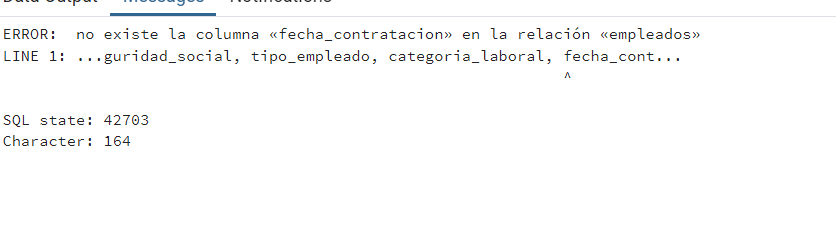 Data Output Messages Notifications
ERROR:  no existe la columna «fecha_contratacion» en la relación «empleados»
LINE 1: ...guridad_social, tipo_empleado, categoria_laboral, fecha_cont...
^
SQL state: 42703
Character: 164